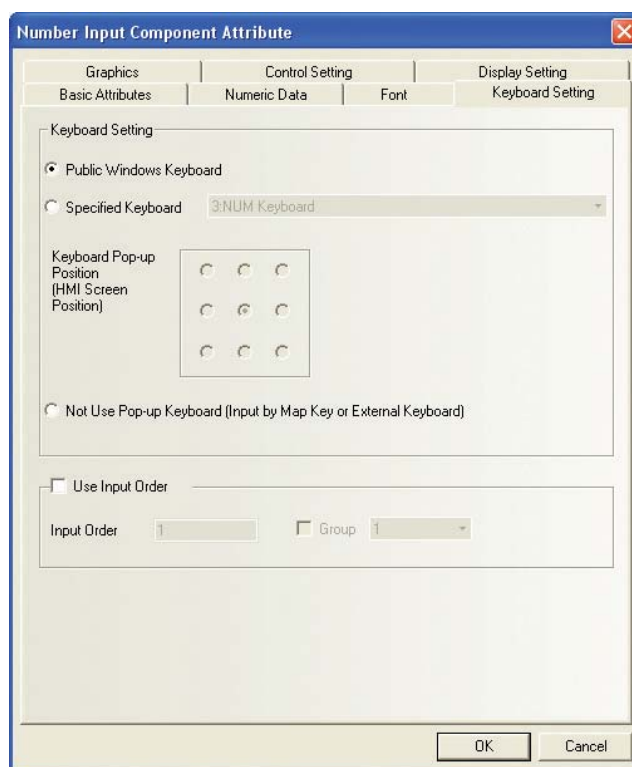 Number Input Component Attribute
Graphics Control Setting Display Setting
Basic Attributes Numeric Data Font Keyboard Setting
Keyboard Setting
Public Windows Keyboard
Specified Keyboard 3:NUM Keyboard
Keyboard Pop-up
Position
(HMI Screen
Position)
Not Use Pop-up Keyboard (Input by Map Key or External Keyboard)
Use Input Order
Input Order 1 Group 1
OK Cancel